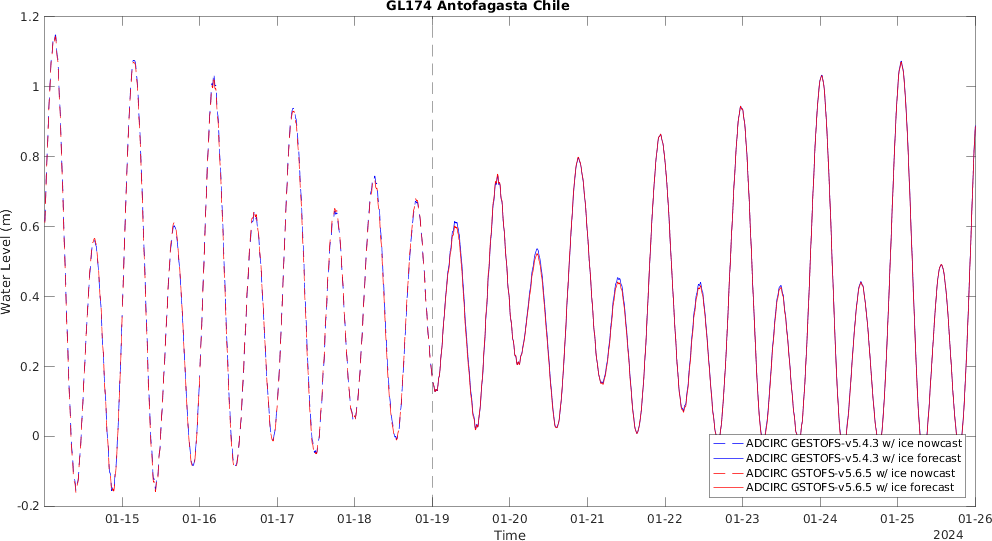 GL174 Antofagasta Chile
1.2
1
0.8
0.6
0.4
0.2
0
-0.2
Water Level (m)
ADCIRC GESTOFS-v5.4.3 w/ ice nowcast
ADCIRC GESTOFS-v5.4.3 w/ ice forecast
ADCIRC GSTOFS-v5.6.5 w/ ice nowcast
ADCIRC GSTOFS-v5.6.5 w/ ice forecast
01-15 01-16 01-17 01-18 01-19 01-20 01-21 01-22 01-23 01-24 01-25 01-26
Time
2024